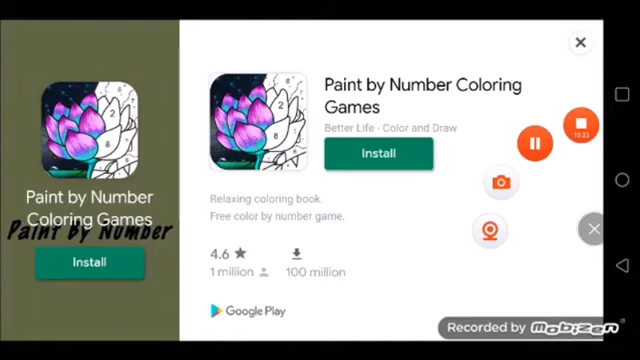 Paint by Number
Coloring Games
Paint by Number
Install
2
8
Paint by Number Coloring
Games
Better Life - Color and Draw
Install
Relaxing coloring book.
Free color by number game.
4.6 ★
1 million
100 million
Google Play
Recorded by Mobizen